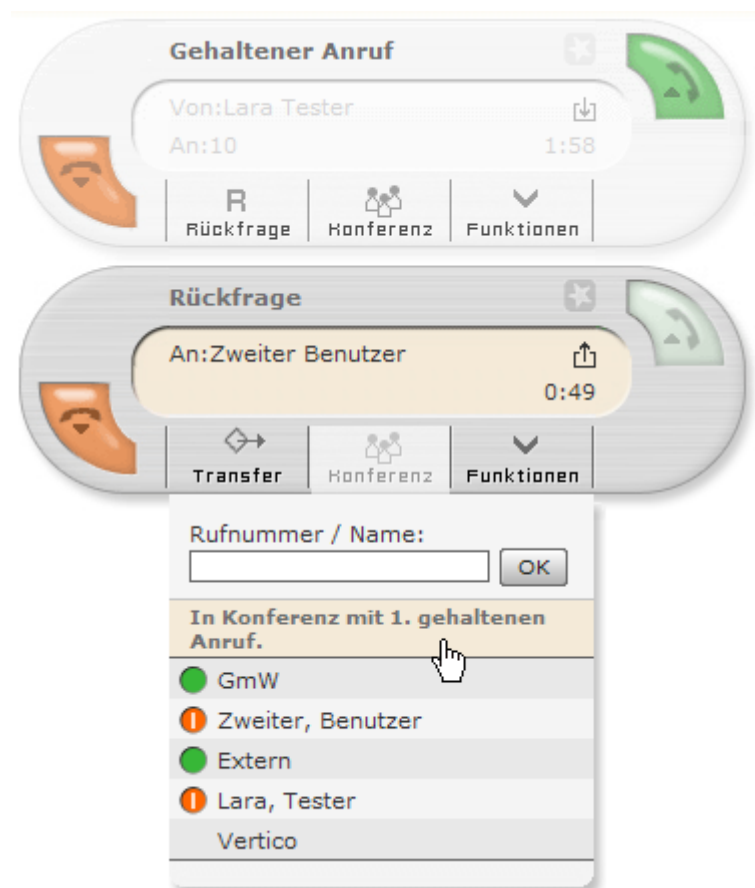 Gehaltener Anruf
Von:Lara Tester
An:10 1:58
R
Rückfrage Konferenz Funktionen
Rückfrage
An:Zweiter Benutzer
0:49
Transfer Konferenz Funktionen
Rufnummer / Name:
OK
In Konferenz mit 1. gehaltenen
Anruf.
GmW
Zweiter, Benutzer
Extern
Lara, Tester
Vertico